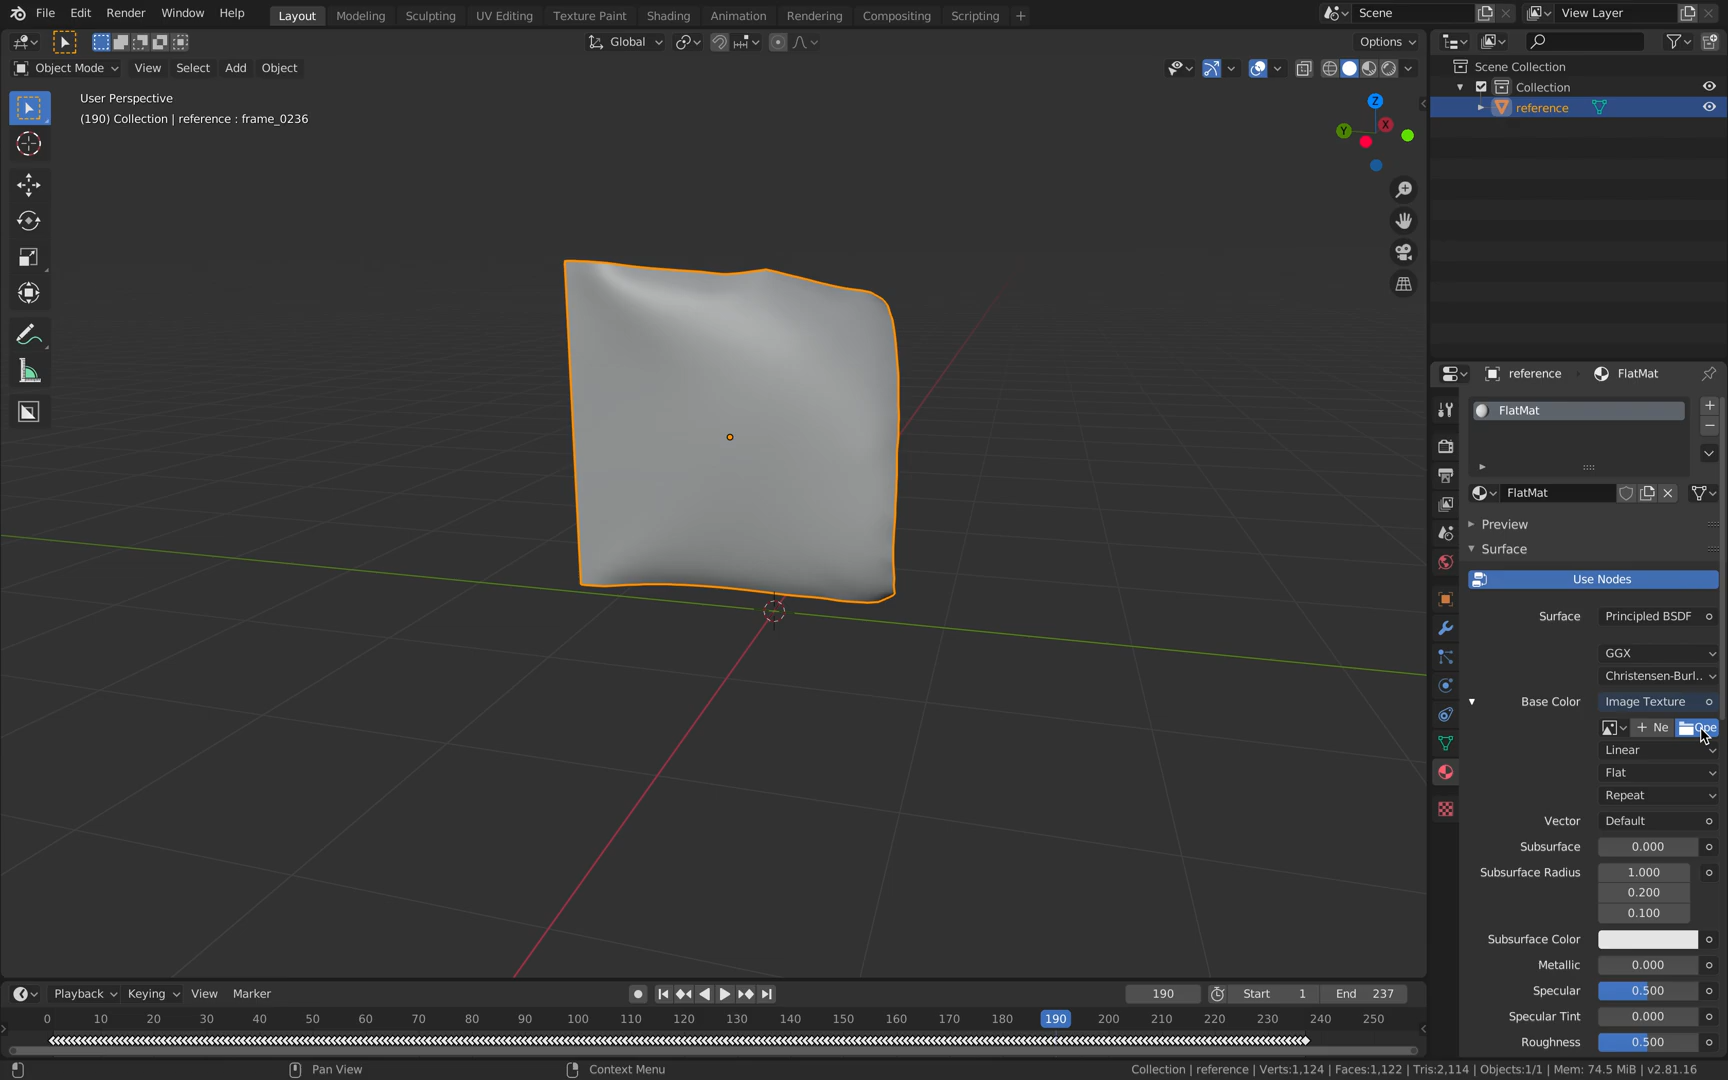 File Edit Render Window Help Layout Modeling Sculpting UV Editing Texture Paint Shading Animation Rendering Compositing Scripting + Scene View Layer
Global Options
Object Mode View Select Add Object
User Perspective
(190) Collection | reference : frame_0236
Z
Y
X
Scene Collection
Collection
reference
reference FlatMat
FlatMat
FlatMat
Preview
Surface
Use Nodes
Surface Principled BSDF
GGX
Christensen-Burl..
Base Color Image Texture
+ Ne Ope
Linear
Flat
Repeat
Vector Default
Subsurface 0.000
Subsurface Radius 1.000
0.200
0.100
Subsurface Color
Metallic 0.000
Specular 0.500
Specular Tint 0.000
Roughness 0.500
Playback Keying View Marker 190 Start 1 End 237
0 10 20 30 40 50 60 70 80 90 100 110 120 130 140 150 160 170 180 190 200 210 220 230 240 250
Pan View Context Menu Collection | reference | Verts:1,124 | Faces:1,122 | Tris:2,114 | Objects:1/1 | Mem: 74.5 MiB | v2.81.16